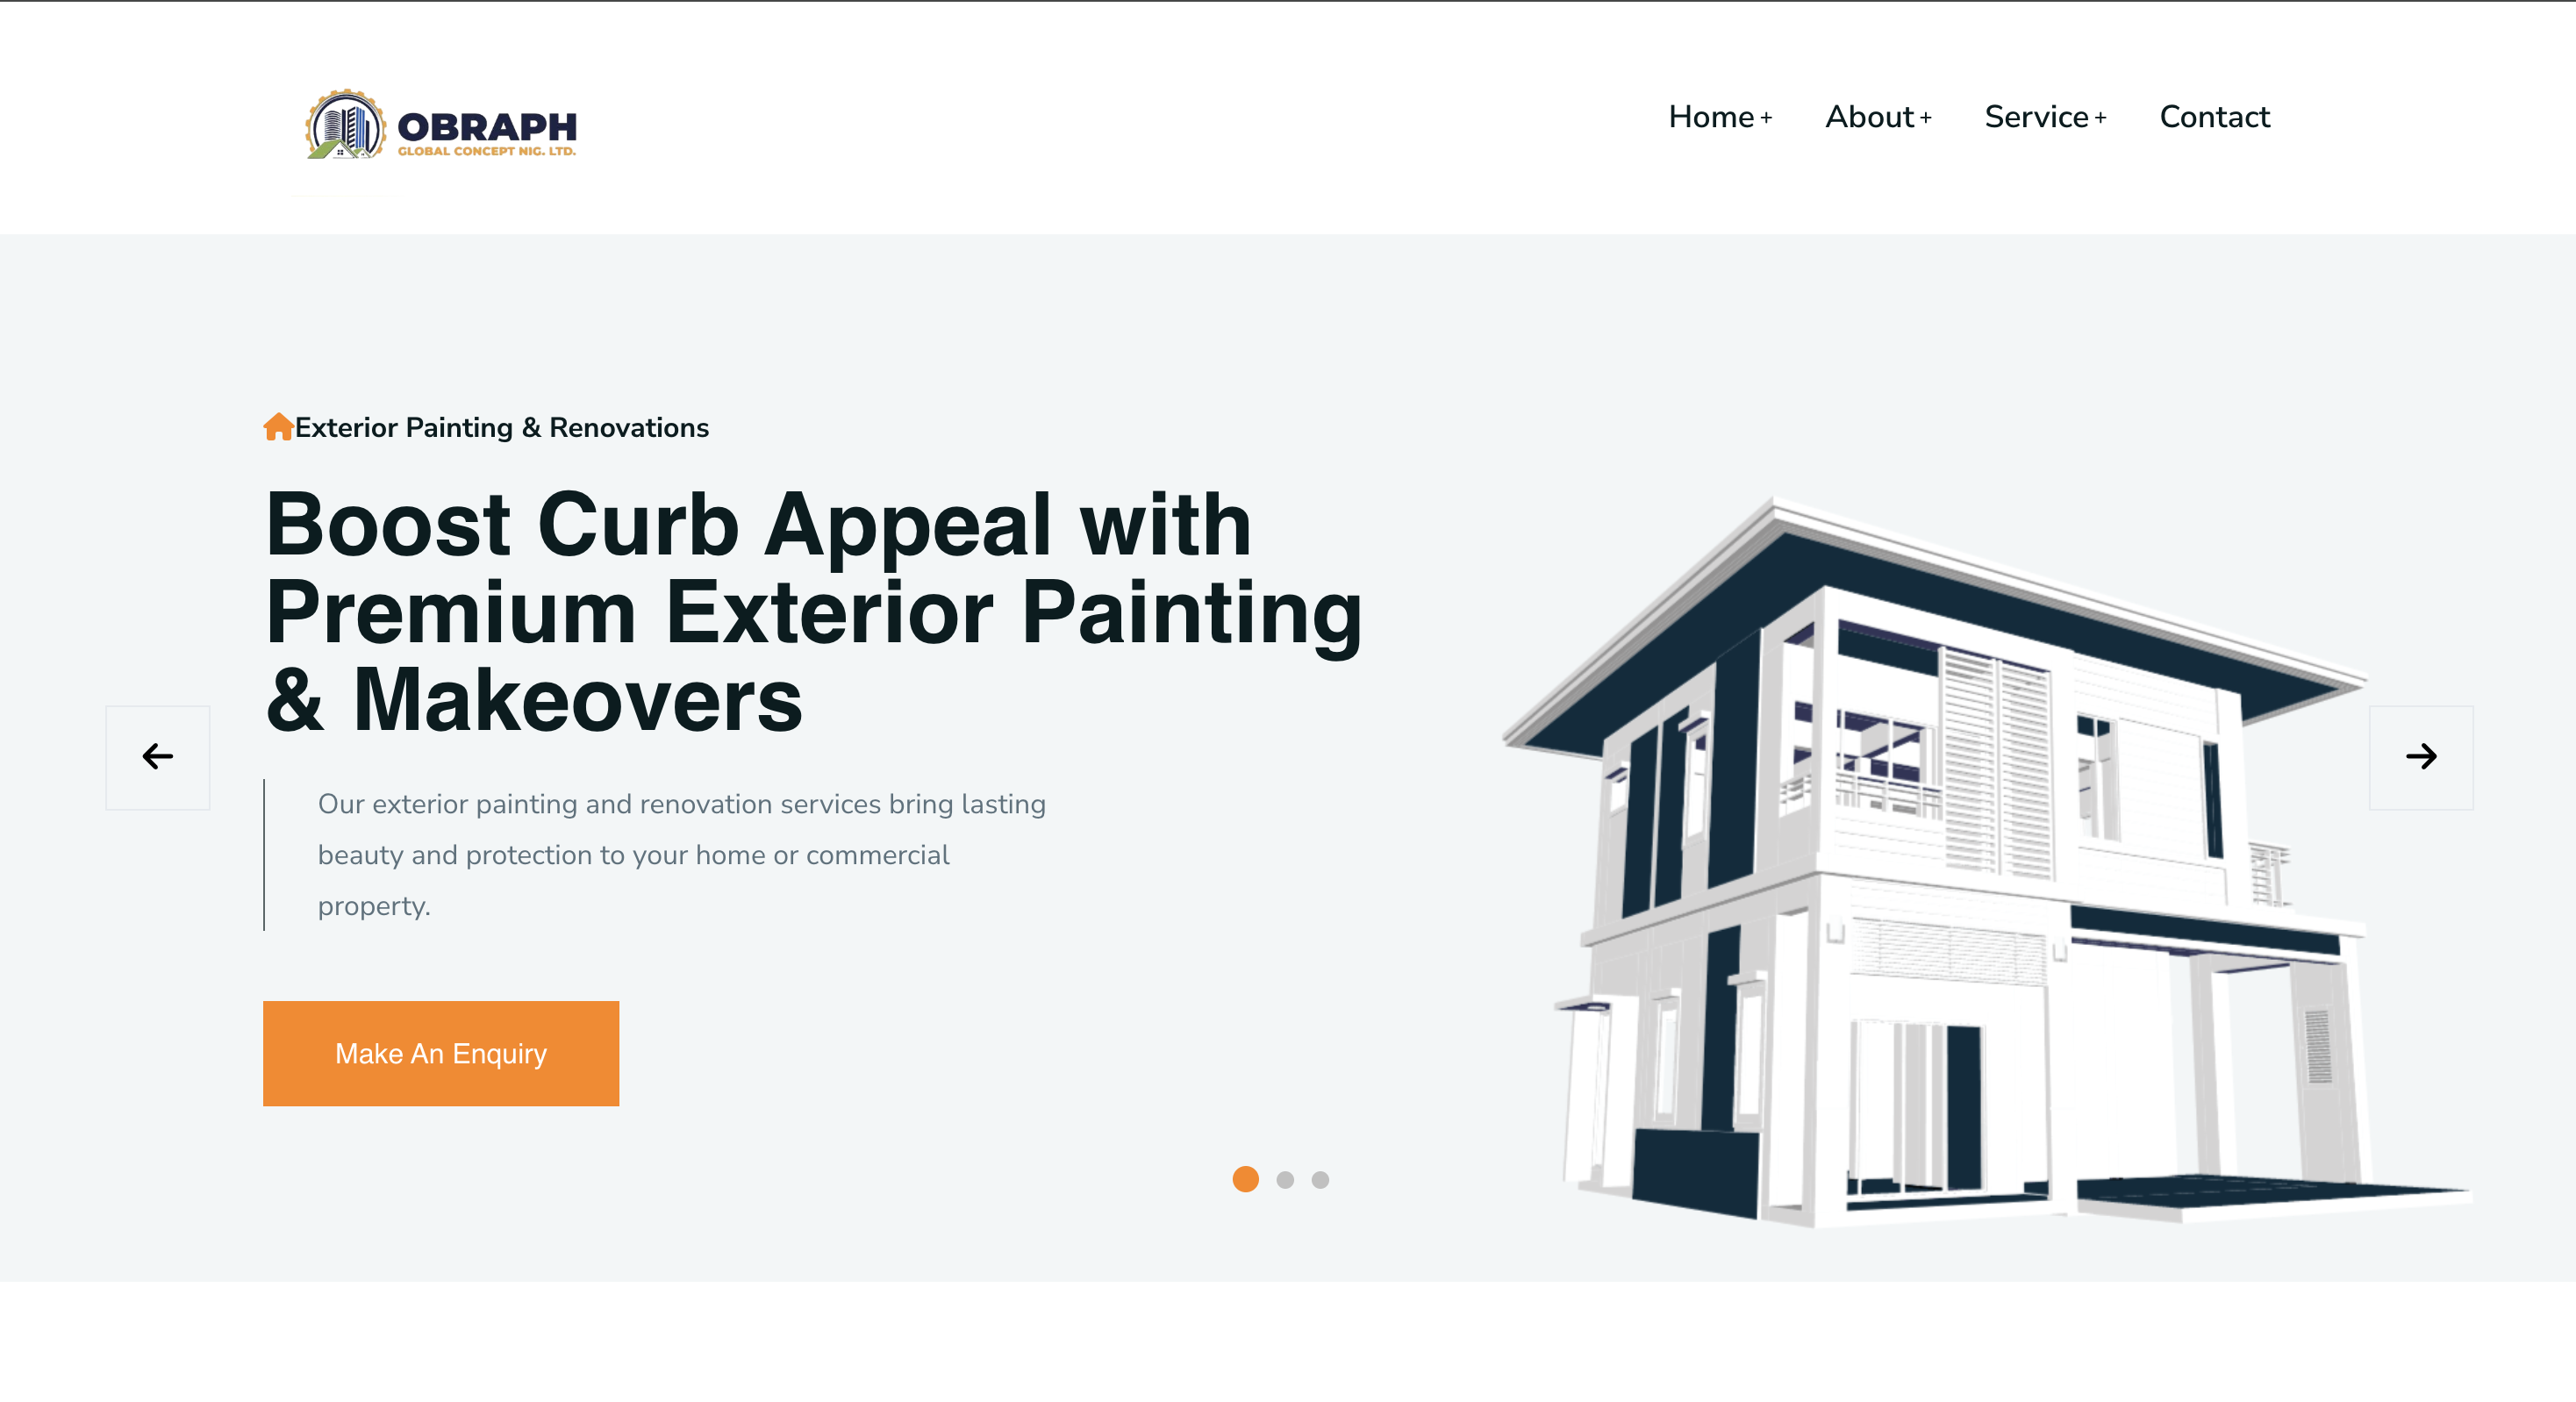 OBRAPH
GLOBAL CONCEPT NIG. LTD.
Home + About + Service + Contact
Exterior Painting & Renovations
Boost Curb Appeal with
Premium Exterior Painting
& Makeovers
Our exterior painting and renovation services bring lasting
beauty and protection to your home or commercial
property.
Make An Enquiry